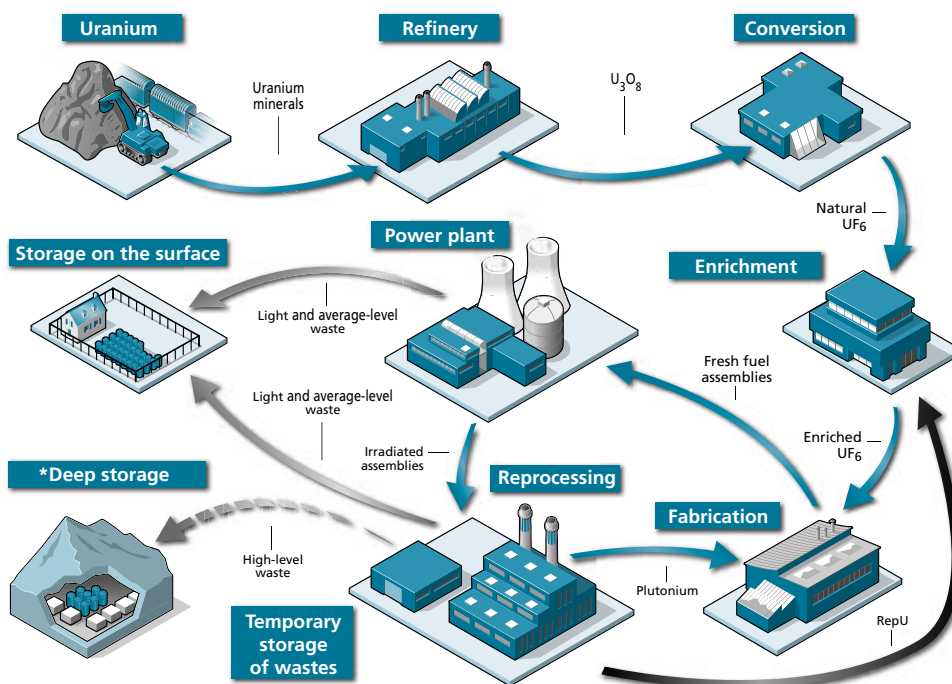 Uranium
Refinery
Conversion
Uranium
minerals
U₃O₈
Natural
UF₆
Storage on the surface
Power plant
Enrichment
Light and average-level
waste
Fresh fuel
assemblies
Light and average-level
waste
Irradiated
assemblies
Enriched
UF₆
*Deep storage
Reprocessing
Fabrication
High-level
waste
Plutonium
Temporary
storage
of wastes
RepU